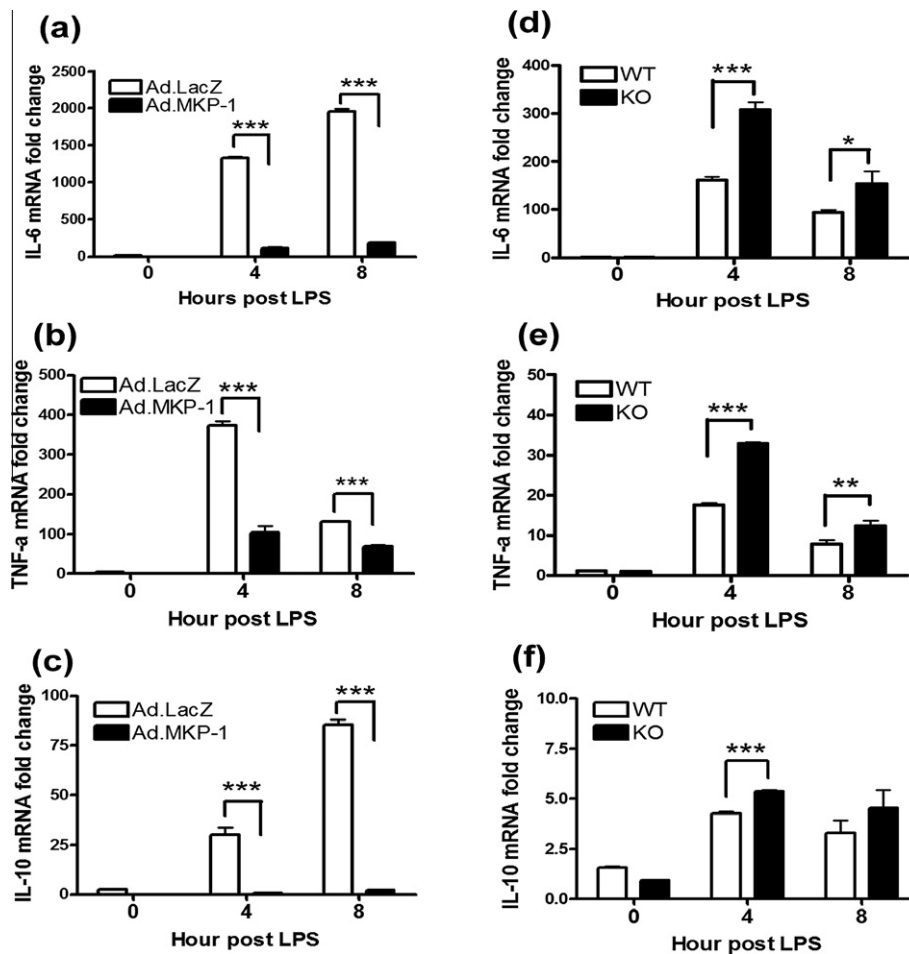 (a)
IL-6 mRNA fold change
2500
2000
1500
1000
500
0
Ad.LacZ
Ad.MKP-1
***
***
0 4 8
Hours post LPS
(b)
TNF-a mRNA fold change
500
400
300
200
100
0
Ad.LacZ
Ad.MKP-1
***
***
0 4 8
Hour post LPS
(c)
IL-10 mRNA fold change
100
75
50
25
0
Ad.LacZ
Ad.MKP-1
***
***
0 4 8
Hour post LPS
(d)
IL-6 mRNA fold change
400
300
200
100
0
WT
KO
***
*
0 4 8
Hour post LPS
(e)
TNF-a mRNA fold change
50
40
30
20
10
0
WT
KO
***
**
0 4 8
Hour post LPS
(f)
IL-10 mRNA fold change
10.0
7.5
5.0
2.5
0.0
WT
KO
***
0 4 8
Hour post LPS